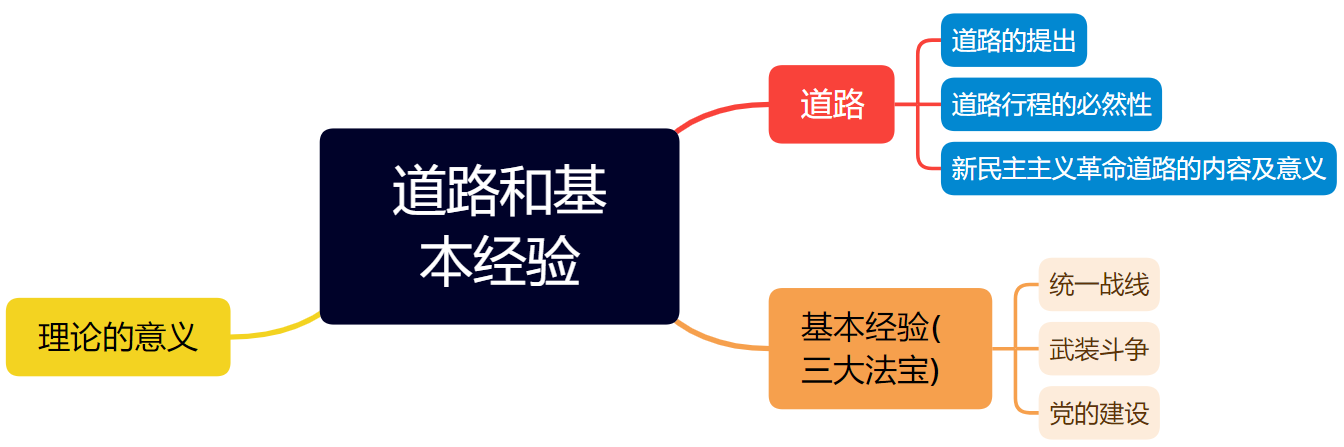 道路和基
本经验
道路
道路的提出
道路行程的必然性
新民主主义革命道路的内容及意义
基本经验(
三大法宝)
统一战线
武装斗争
党的建设
理论的意义